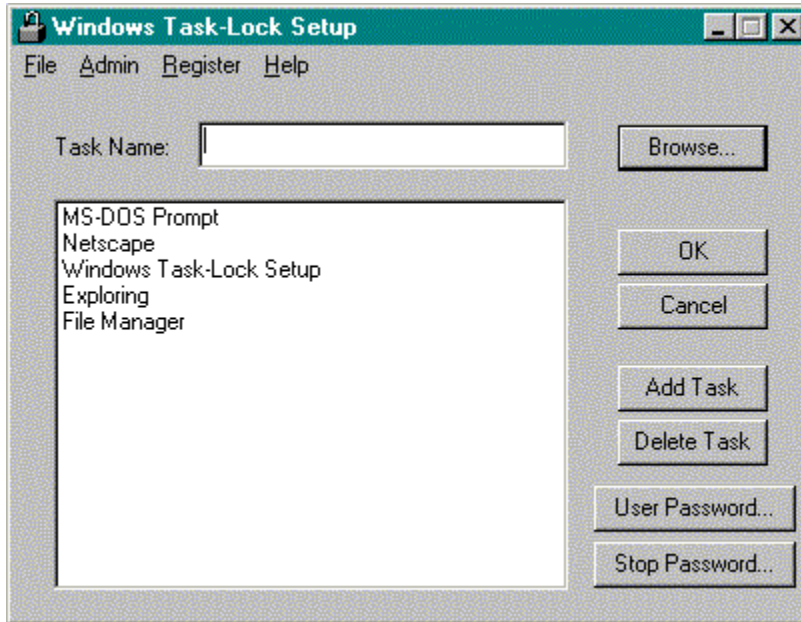 Windows Task-Lock Setup
File Admin Register Help
Task Name:
Browse...
MS-DOS Prompt
Netscape
Windows Task-Lock Setup
Exploring
File Manager
OK
Cancel
Add Task
Delete Task
User Password...
Stop Password...